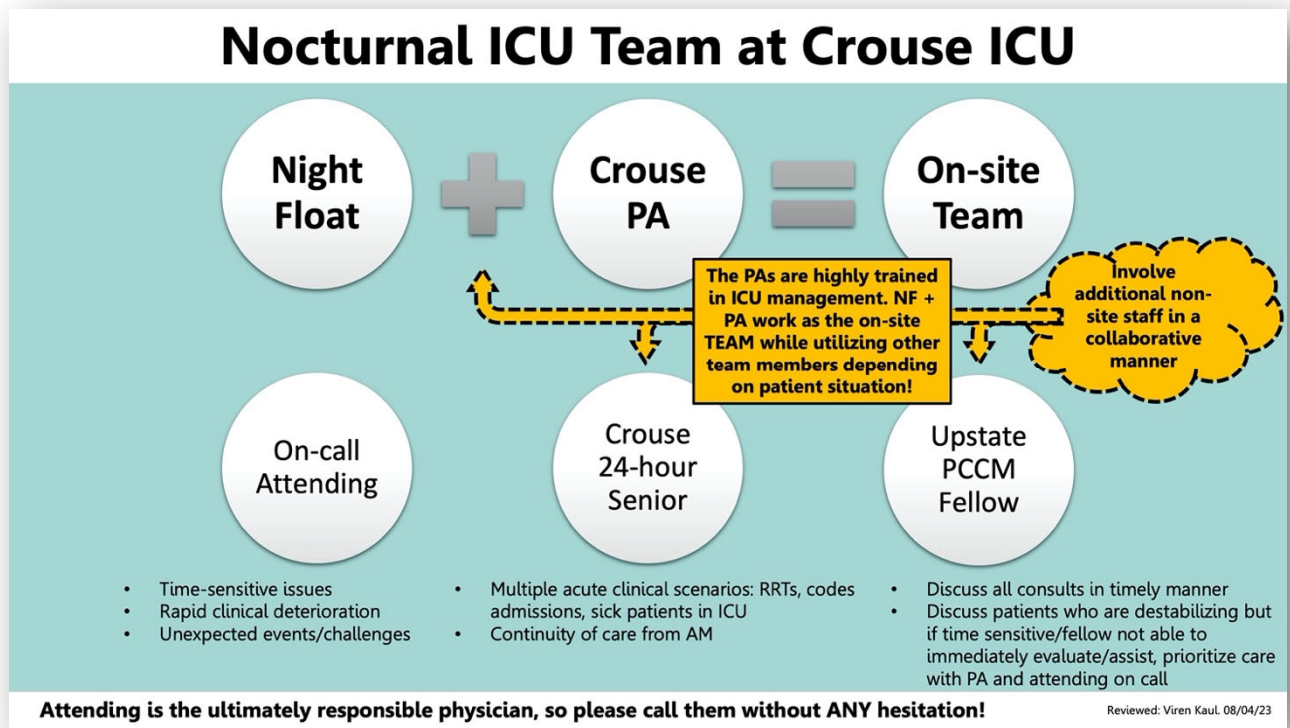 Nocturnal ICU Team at Crouse ICU
Night
Float
Crouse
PA
On-site
Team
The PAs are highly trained
in ICU management. NF +
PA work as the on-site
TEAM while utilizing other
team members depending
on patient situation!
Involve
additional non-
site staff in a
collaborative
manner
On-call
Attending
Crouse
24-hour
Senior
Upstate
PCCM
Fellow
• Time-sensitive issues
• Rapid clinical deterioration
• Unexpected events/challenges
• Multiple acute clinical scenarios: RRTs, codes
admissions, sick patients in ICU
• Continuity of care from AM
• Discuss all consults in timely manner
• Discuss patients who are destabilizing but
if time sensitive/fellow not able to
immediately evaluate/assist, prioritize care
with PA and attending on call
Attending is the ultimately responsible physician, so please call them without ANY hesitation!
Reviewed: Viren Kaul. 08/04/23